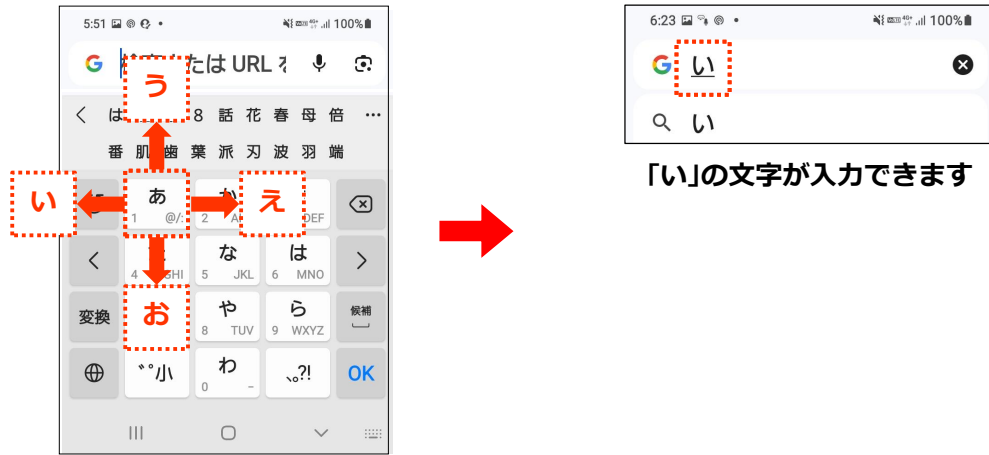 5:51 100%
たは URL
う
は 8 話 花 春 母 倍 …
番 肌 歯 葉 派 刃 波 羽 端
い
あ
1 @/:
か
2
え
DEF
な
4 GHI
5 JKL
は
6 MNO
変換
お
や
8 TUV
ら
9 WXYZ
候補
小
わ
0 -
、。?!
OK
6:23 100%
い
い
「い」の文字が入力できます